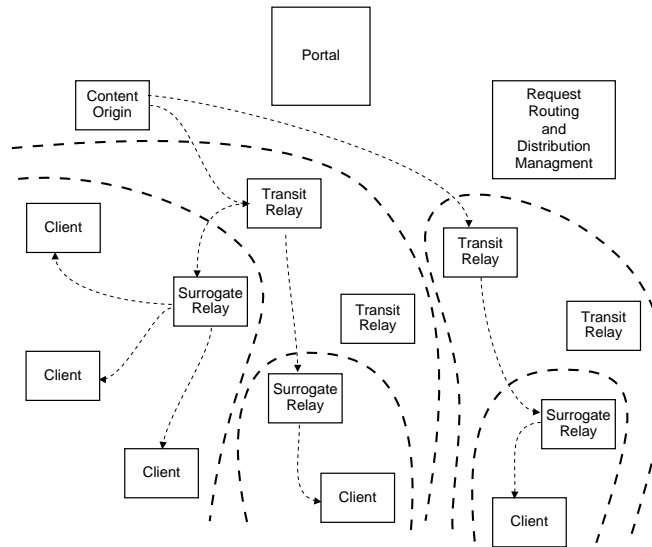 Portal
Content
Origin
Request
Routing
and
Distribution
Managment
Transit
Relay
Client
Transit
Relay
Surrogate
Relay
Transit
Relay
Transit
Relay
Client
Surrogate
Relay
Surrogate
Relay
Client
Client
Client